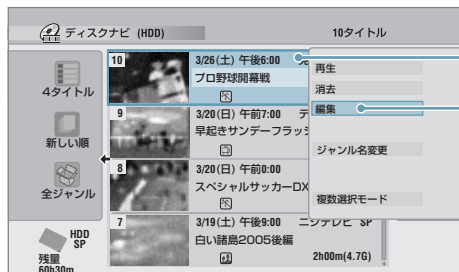 ディスクナビ (HDD)
10タイトル
4タイトル
新しい順
全ジャンル
HDD
SP
残量
60h30m
10
3/26(土) 午後6:00
プロ野球開幕戦
9
3/20(日) 午前7:00 デ
早起きサンデーフラッシ
8
3/20(日) 午前0:00
スペシャルサッカーDX
7
3/19(土) 午後9:00 ニジテレビ SP
白い諸島2005後編
2h00m(4.7G)
再生
消去
編集
ジャンル名変更
複数選択モード